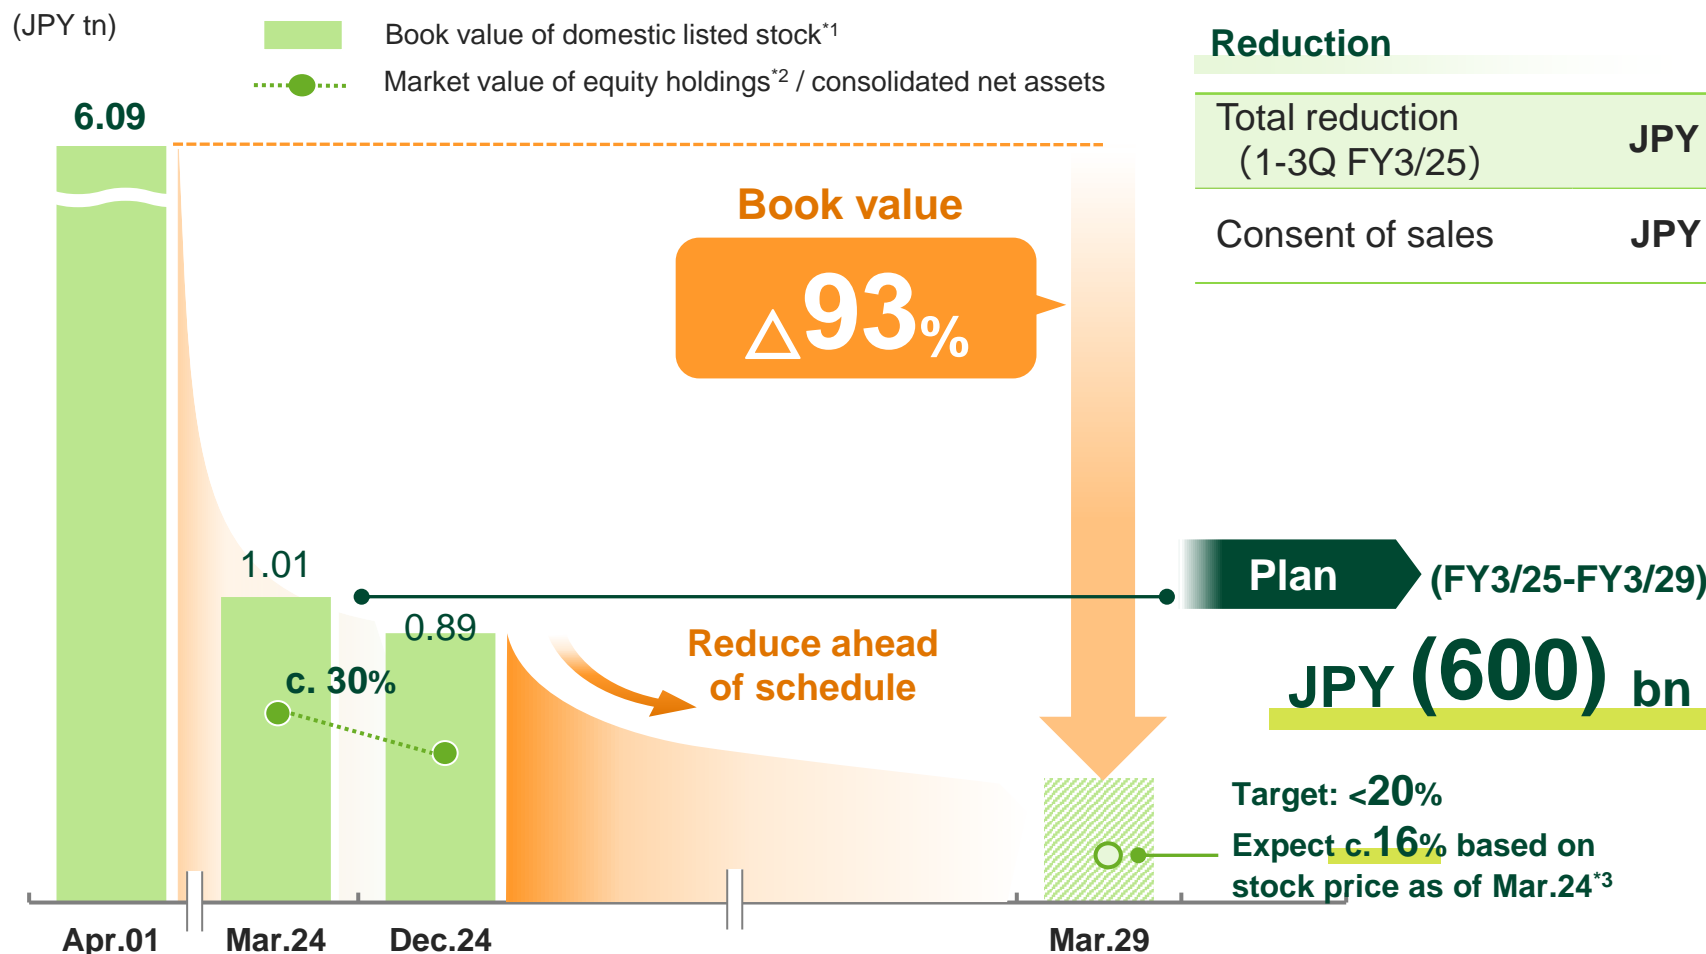 (JPY tn)
Book value of domestic listed stock*1
Market value of equity holdings*2 / consolidated net assets
Reduction
Total reduction
（1-3Q FY3/25）
JPY
Consent of sales
JPY
6.09
Book value
△93%
1.01
0.89
c. 30%
Reduce ahead
of schedule
Plan
(FY3/25-FY3/29)
JPY (600) bn
Target: <20%
Expect c.16% based on
stock price as of Mar.24*3
Apr.01
Mar.24
Dec.24
Mar.29